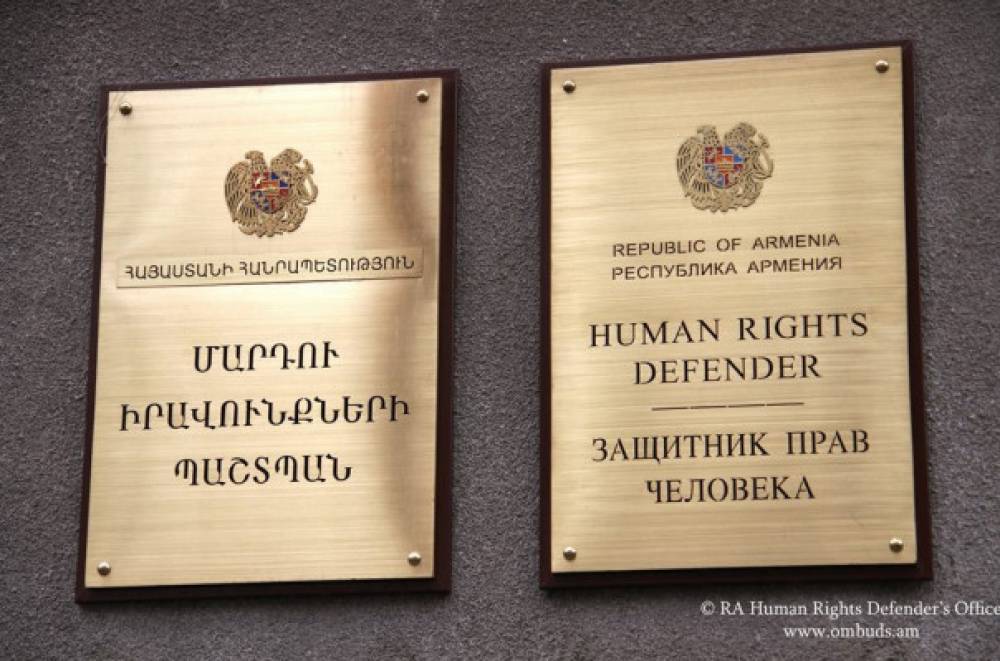 ՀԱՅԱՍՏԱՆԻ ՀԱՆՐԱՊԵՏՈՒԹՅՈՒՆ
ՄԱՐԴՈՒ
ԻՐԱՎՈՒՆՔՆԵՐԻ
ՊԱՇՏՊԱՆ
REPUBLIC OF ARMENIA
РЕСПУБЛИКА АРМЕНИЯ
HUMAN RIGHTS
DEFENDER
ЗАЩИТНИК ПРАВ
ЧЕЛОВЕКА
© RA Human Rights Defender's Office
www.ombuds.am